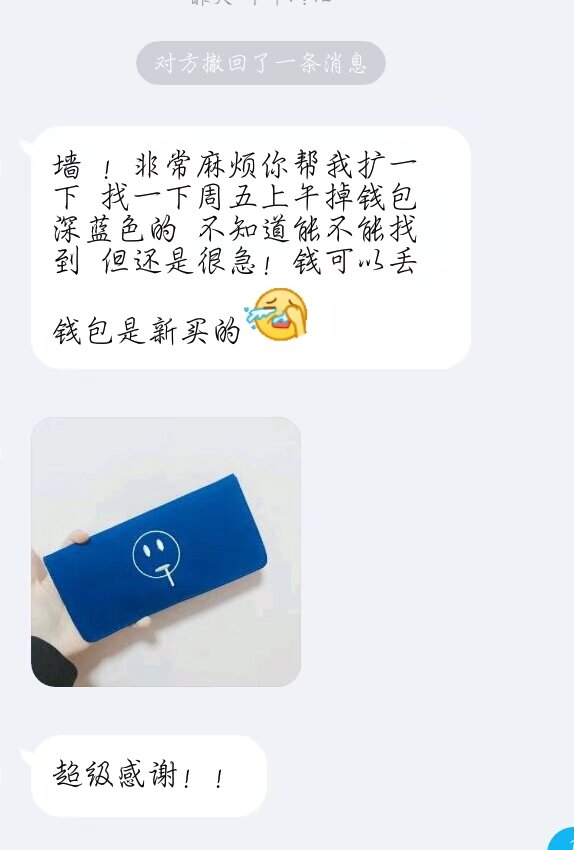 对方撤回了一条消息
墙 ！非常麻烦你帮我扩一
下 找一下周五上午掉钱包
深蓝色的 不知道能不能找
到 但还是很急！钱可以丢
钱包是新买的
超级感谢！！